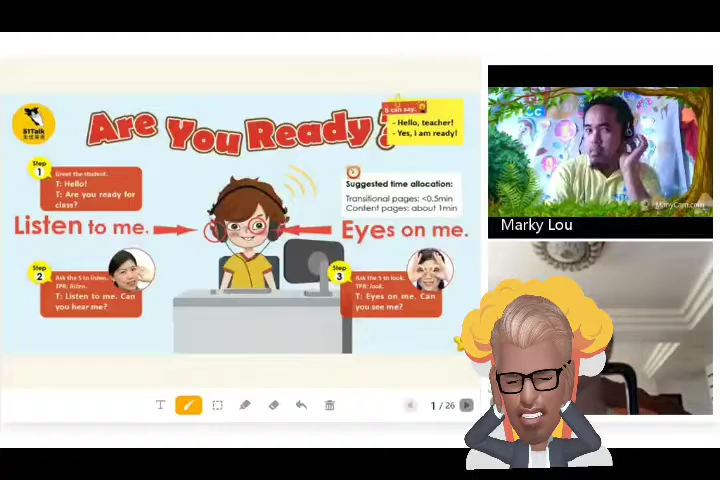 51Talk
Are You Ready?
S can say:
- Hello, teacher!
- Yes, I am ready!
Step
1
Greet the student.
T: Hello!
T: Are you ready for
class?
Suggested time allocation:
Transitional pages: <0.5min
Content pages: about 1min
Listen to me.
Eyes on me.
Step
2
Ask the S to listen.
TPR: listen.
T: Listen to me. Can
you hear me?
Step
3
Ask the S to look.
TPR: look.
T: Eyes on me. Can
you see me?
T
1 / 26
ManyCam.com
Marky Lou